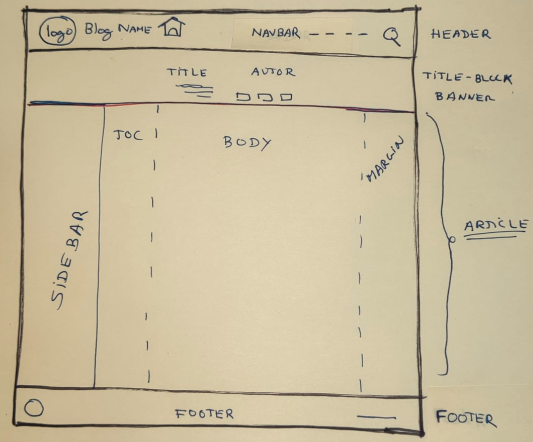 logo Blog NAME NAVBAR HEADER
TITLE AUTOR TITLE-BLOCK
BANNER
TOC BODY MARGIN
SIDEBAR ARTICLE
FOOTER FOOTER